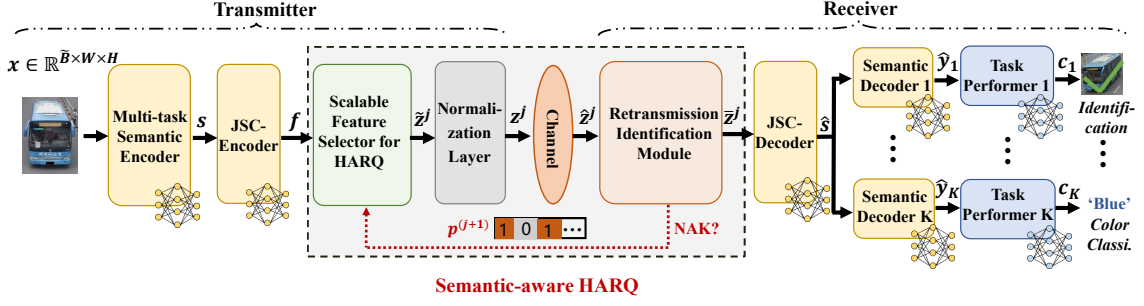 Transmitter
Receiver
x ∈ ℝ^{B̃×W×H}
Multi-task
Semantic
Encoder
s
JSC-
Encoder
f
Scalable
Feature
Selector for
HARQ
z̃^j
Normali-
zation
Layer
z^j
Channel
ẑ^j
Retransmission
Identification
Module
z̄^j
JSC-
Decoder
ŝ
Semantic
Decoder 1
ŷ_1
Task
Performer 1
c_1
Identifi-
cation
Semantic
Decoder K
ŷ_K
Task
Performer K
c_K
‘Blue’
Color
Classi.
p^{(j+1)}
1 0 1 ···
NAK?
Semantic-aware HARQ